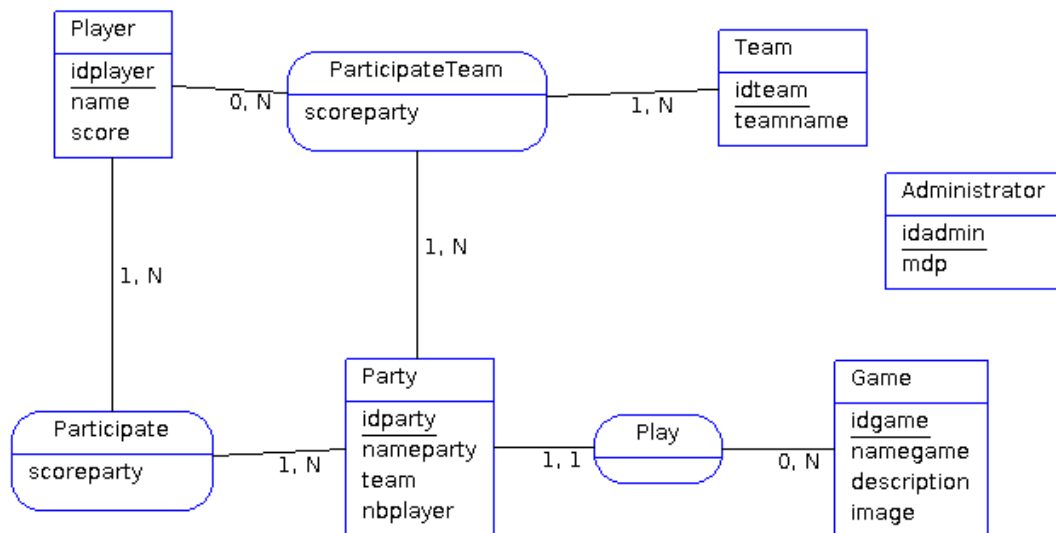 Player
idplayer
name
score
0, N
ParticipateTeam
scoreparty
1, N
Team
idteam
teamname
Administrator
idadmin
mdp
1, N
1, N
Participate
scoreparty
1, N
Party
idparty
nameparty
team
nbplayer
1, 1
Play
0, N
Game
idgame
namegame
description
image